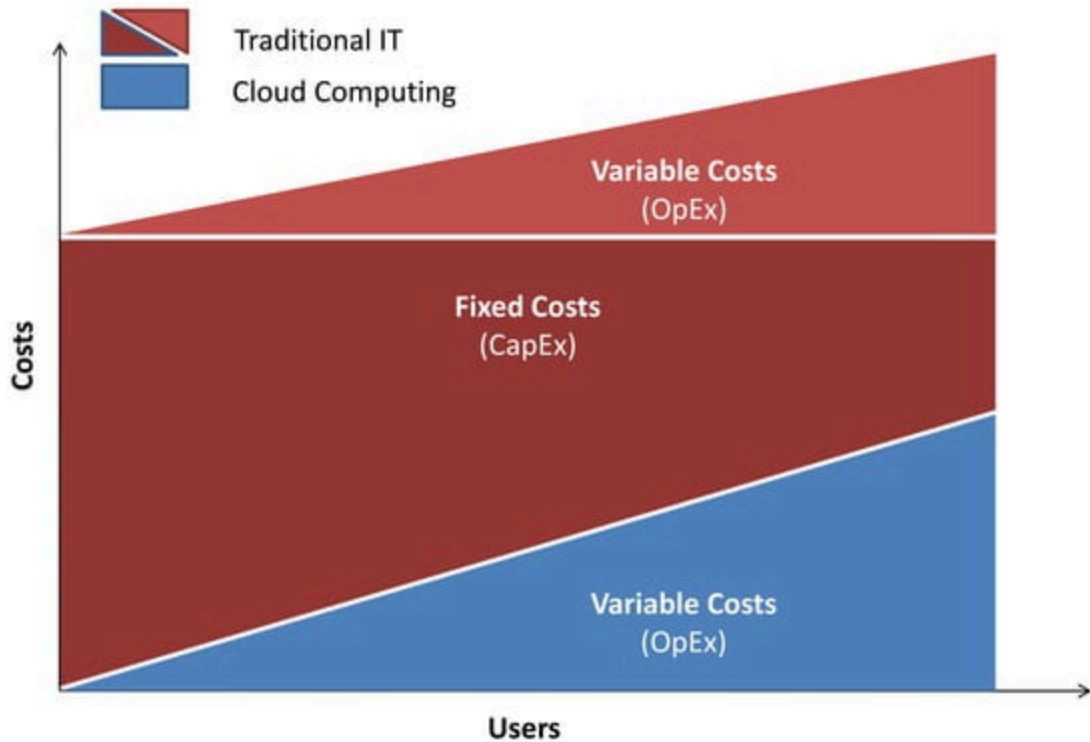 Traditional IT
Cloud Computing
Variable Costs
(OpEx)
Fixed Costs
(CapEx)
Costs
Variable Costs
(OpEx)
Users